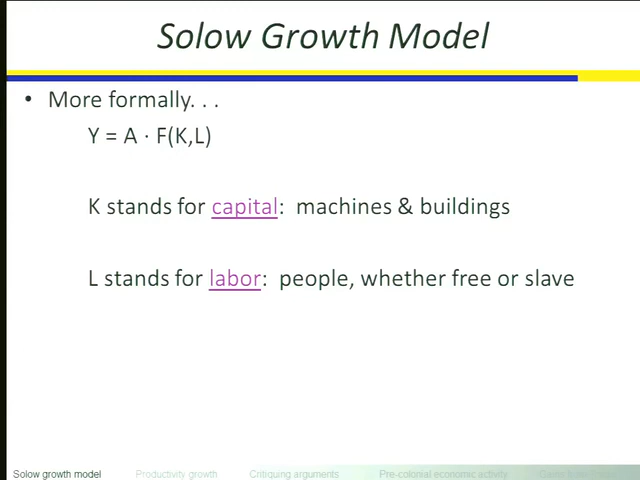 Solow Growth Model
• More formally. . .
Y = A · F(K,L)
K stands for capital: machines & buildings
L stands for labor: people, whether free or slave
Solow growth model Productivity growth Critiquing arguments Pre-colonial economic activity